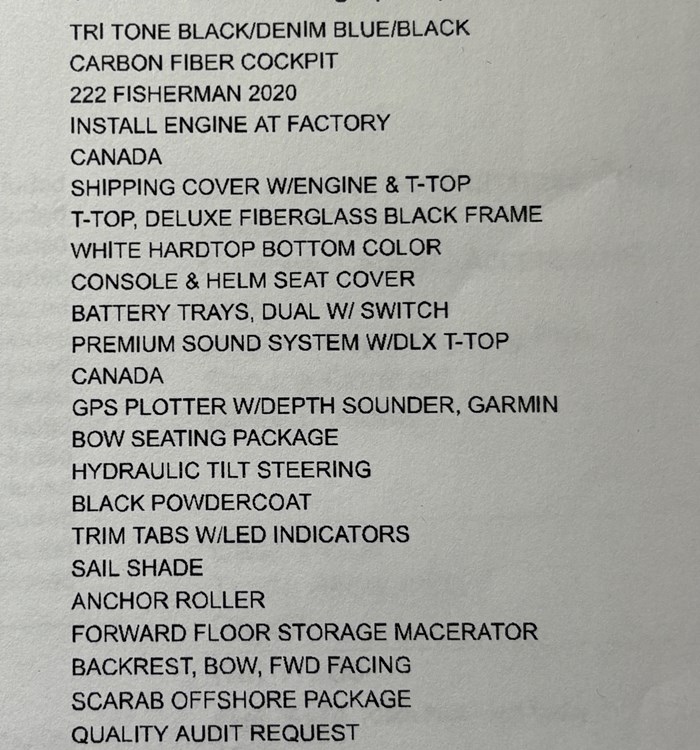 TRI TONE BLACK/DENIM BLUE/BLACK
CARBON FIBER COCKPIT
222 FISHERMAN 2020
INSTALL ENGINE AT FACTORY
CANADA
SHIPPING COVER W/ENGINE & T-TOP
T-TOP, DELUXE FIBERGLASS BLACK FRAME
WHITE HARDTOP BOTTOM COLOR
CONSOLE & HELM SEAT COVER
BATTERY TRAYS, DUAL W/ SWITCH
PREMIUM SOUND SYSTEM W/DLX T-TOP
CANADA
GPS PLOTTER W/DEPTH SOUNDER, GARMIN
BOW SEATING PACKAGE
HYDRAULIC TILT STEERING
BLACK POWDERCOAT
TRIM TABS W/LED INDICATORS
SAIL SHADE
ANCHOR ROLLER
FORWARD FLOOR STORAGE MACERATOR
BACKREST, BOW, FWD FACING
SCARAB OFFSHORE PACKAGE
QUALITY AUDIT REQUEST